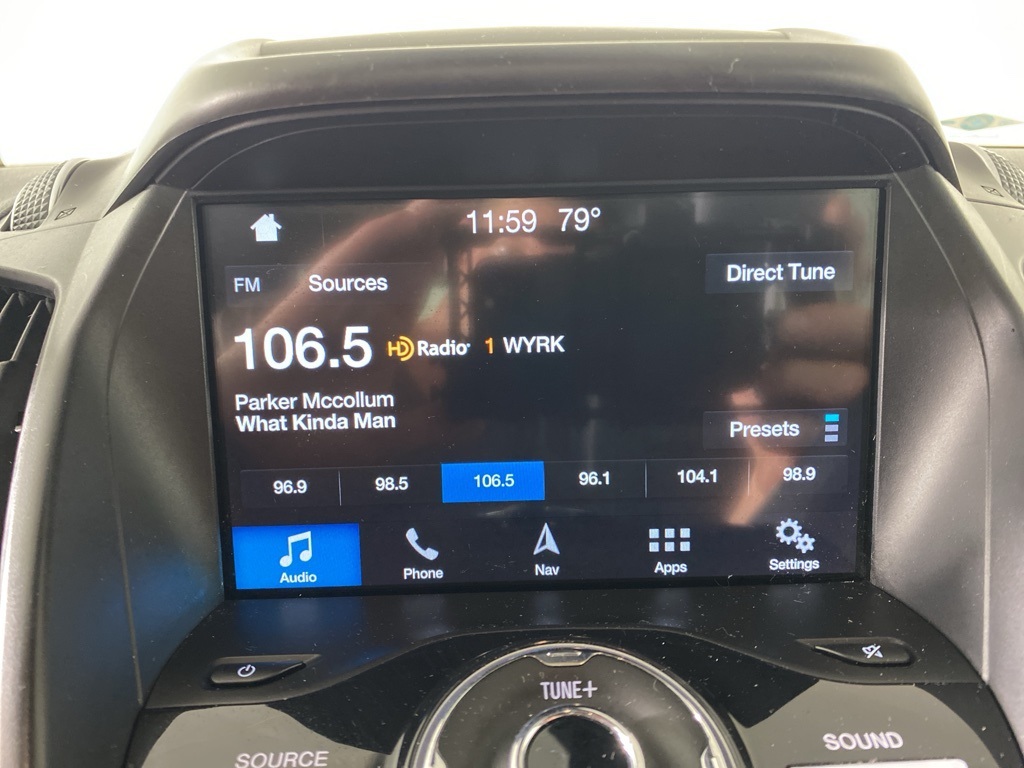 11:59 79°
FM Sources Direct Tune
106.5 HD Radio 1 WYRK
Parker Mccollum
What Kinda Man
Presets
96.9 98.5 106.5 96.1 104.1 98.9
Audio Phone Nav Apps Settings
TUNE+
SOURCE SOUND